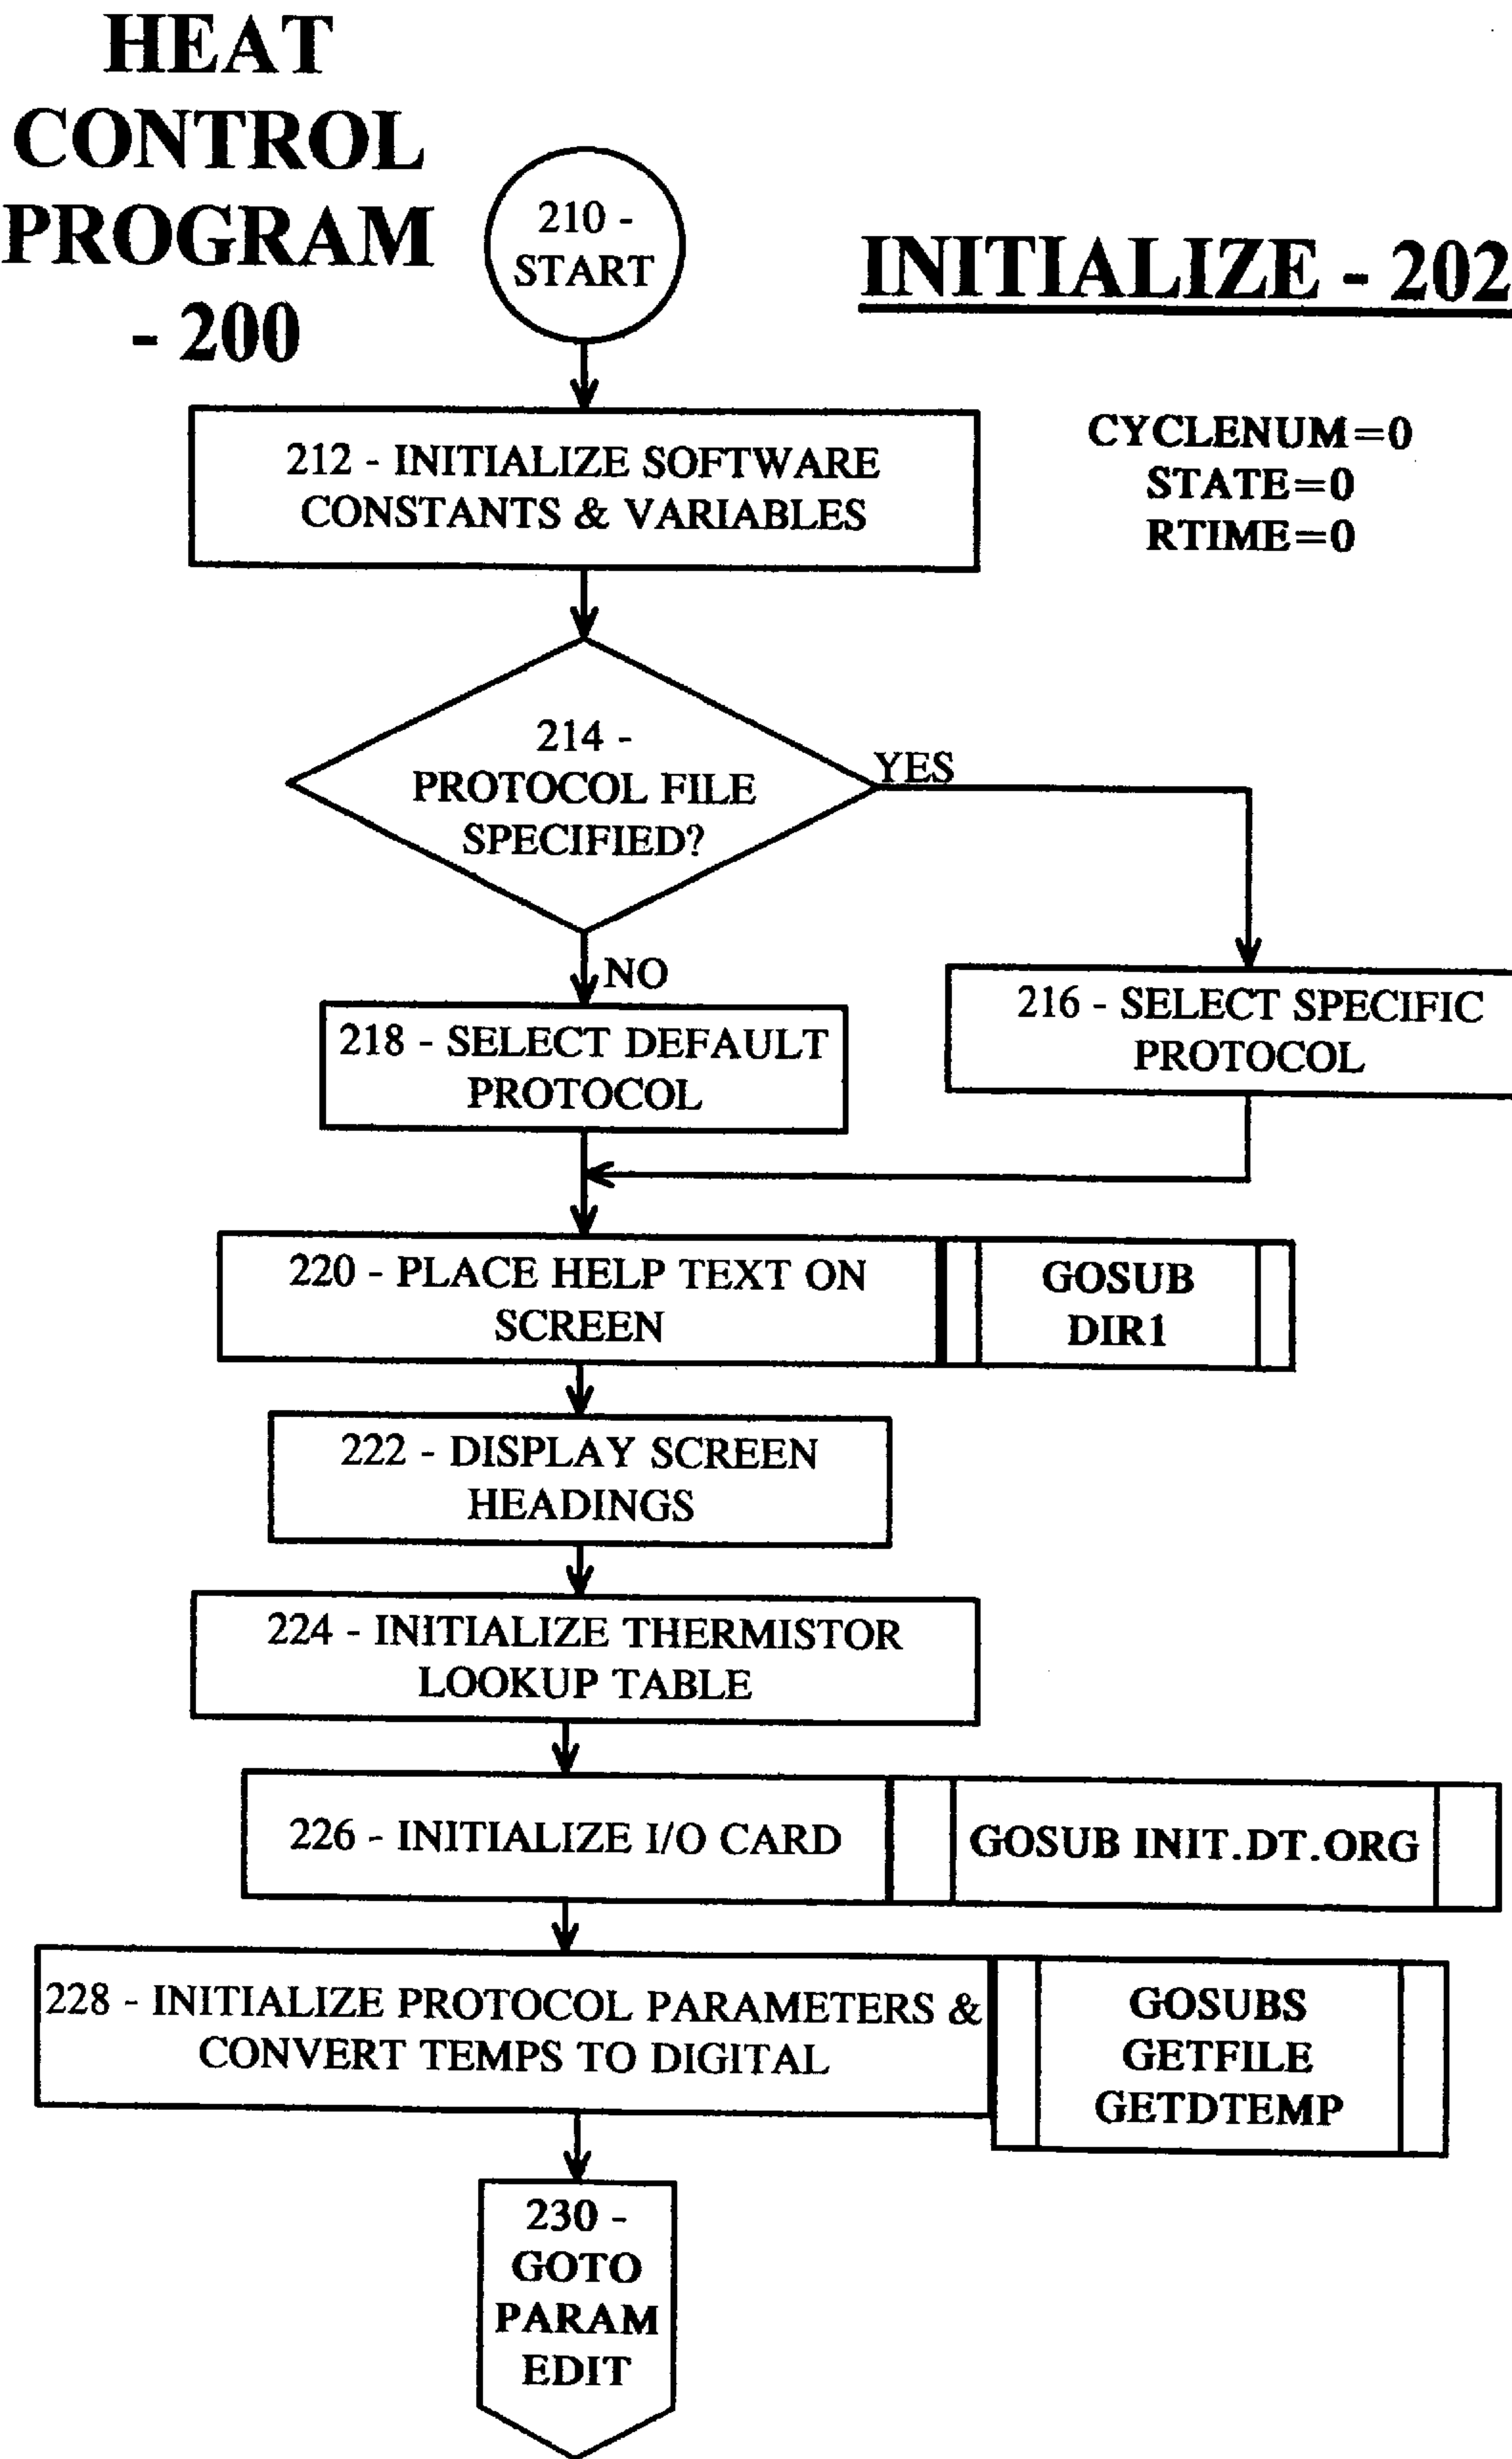 HEAT
CONTROL
PROGRAM
- 200
210 -
START
INITIALIZE - 202
212 - INITIALIZE SOFTWARE
CONSTANTS & VARIABLES
CYCLENUM=0
STATE=0
RTIME=0
214 -
PROTOCOL FILE
SPECIFIED?
YES
NO
216 - SELECT SPECIFIC
PROTOCOL
218 - SELECT DEFAULT
PROTOCOL
220 - PLACE HELP TEXT ON
SCREEN
GOSUB
DIR1
222 - DISPLAY SCREEN
HEADINGS
224 - INITIALIZE THERMISTOR
LOOKUP TABLE
226 - INITIALIZE I/O CARD
GOSUB INIT.DT.ORG
228 - INITIALIZE PROTOCOL PARAMETERS &
CONVERT TEMPS TO DIGITAL
GOSUBS
GETFILE
GETDTEMP
230 -
GOTO
PARAM
EDIT